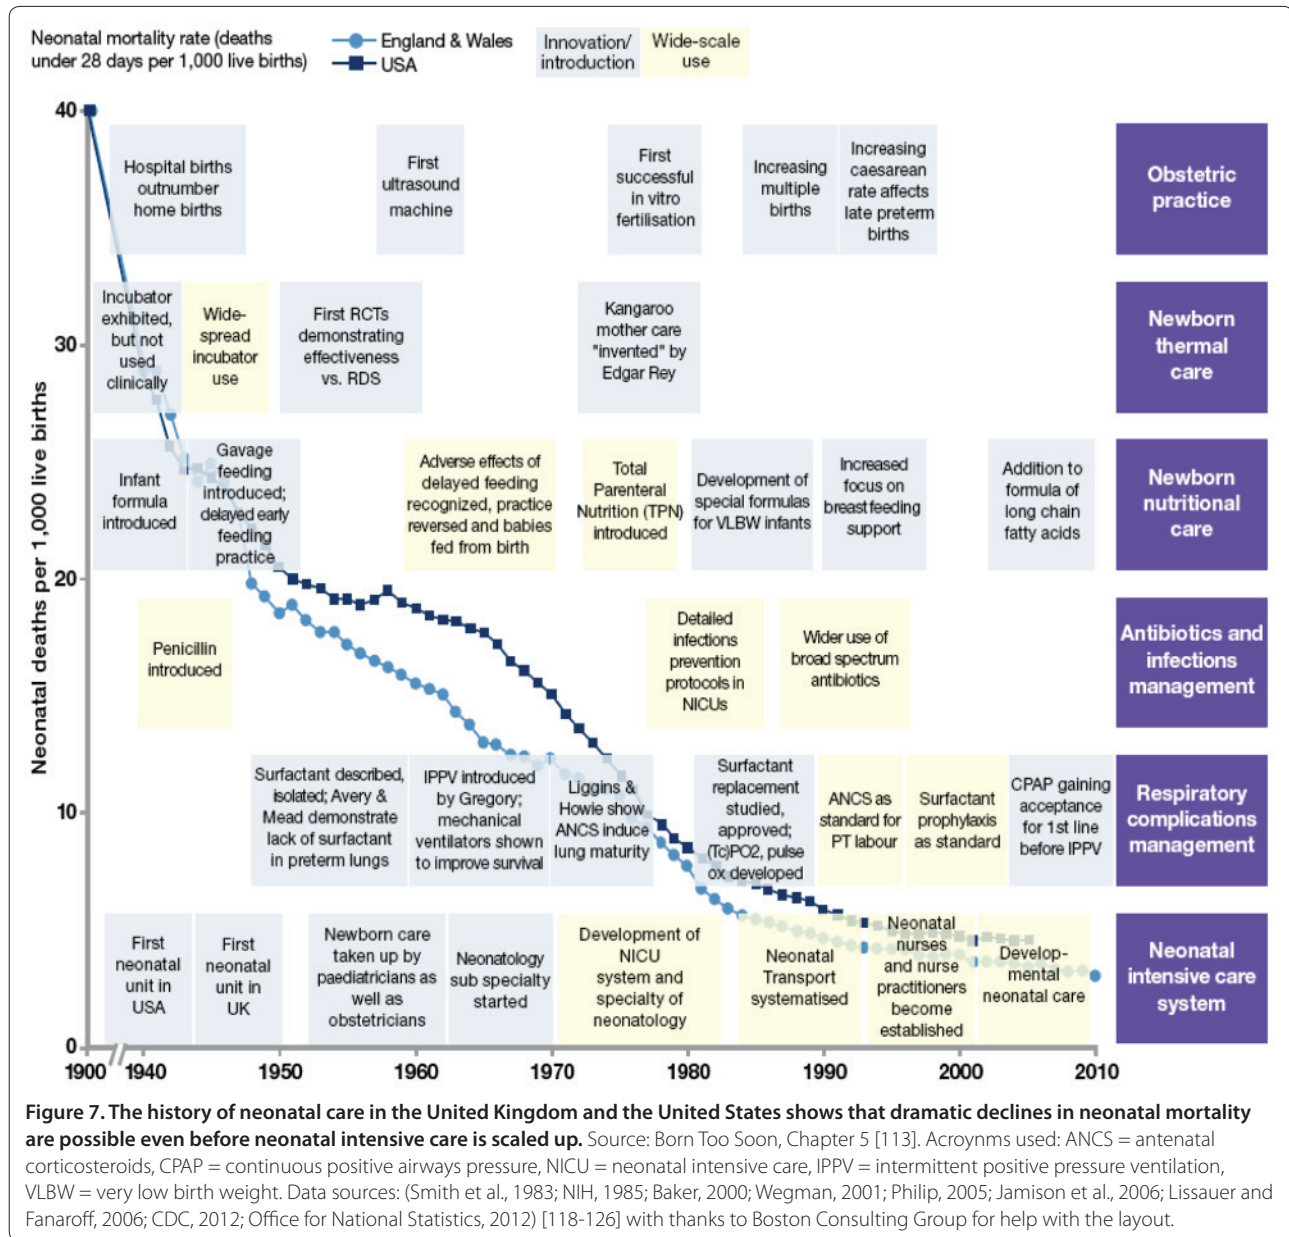 Neonatal mortality rate (deaths
under 28 days per 1,000 live births)
England & Wales
USA
Innovation/
introduction
Wide-scale
use
Neonatal deaths per 1,000 live births
40
30
20
10
0
Hospital births
outnumber
home births
First
ultrasound
machine
First
successful
in vitro
fertilisation
Increasing
multiple
births
Increasing
caesarean
rate affects
late preterm
births
Obstetric
practice
Incubator
exhibited,
but not
used
clinically
Wide-
spread
incubator
use
First RCTs
demonstrating
effectiveness
vs. RDS
Kangaroo
mother care
"invented" by
Edgar Rey
Newborn
thermal
care
Infant
formula
introduced
Gavage
feeding
introduced;
delayed early
feeding
practice
Adverse effects of
delayed feeding
recognized, practice
reversed and babies
fed from birth
Total
Parenteral
Nutrition (TPN)
introduced
Development of
special formulas
for VLBW infants
Increased
focus on
breastfeeding
support
Addition to
formula of
long chain
fatty acids
Newborn
nutritional
care
Penicillin
introduced
Detailed
infections
prevention
protocols in
NICUs
Wider use of
broad spectrum
antibiotics
Antibiotics and
infections
management
Surfactant described,
isolated; Avery &
Mead demonstrate
lack of surfactant
in preterm lungs
IPPV introduced
by Gregory;
mechanical
ventilators shown
to improve survival
Liggins &
Howie show
ANCS induce
lung maturity
Surfactant
replacement
studied,
approved;
(Tc)PO2, pulse
ox developed
ANCS as
standard for
PT labour
Surfactant
prophylaxis
as standard
CPAP gaining
acceptance
for 1st line
before IPPV
Respiratory
complications
management
First
neonatal
unit in
USA
First
neonatal
unit in
UK
Newborn care
taken up by
paediatricians as
well as
obstetricians
Neonatology
sub specialty
started
Development of
NICU
system and
specialty of
neonatology
Neonatal
Transport
systematised
Neonatal
nurses
and nurse
practitioners
become
established
Develop-
mental
neonatal care
Neonatal
intensive care
system
1900 1940 1950 1960 1970 1980 1990 2000 2010
Figure 7. The history of neonatal care in the United Kingdom and the United States shows that dramatic declines in neonatal mortality
are possible even before neonatal intensive care is scaled up. Source: Born Too Soon, Chapter 5 [113]. Acroynms used: ANCS = antenatal
corticosteroids, CPAP = continuous positive airways pressure, NICU = neonatal intensive care, IPPV = intermittent positive pressure ventilation,
VLBW = very low birth weight. Data sources: (Smith et al., 1983; NIH, 1985; Baker, 2000; Wegman, 2001; Philip, 2005; Jamison et al., 2006; Lissauer and
Fanaroff, 2006; CDC, 2012; Office for National Statistics, 2012) [118-126] with thanks to Boston Consulting Group for help with the layout.